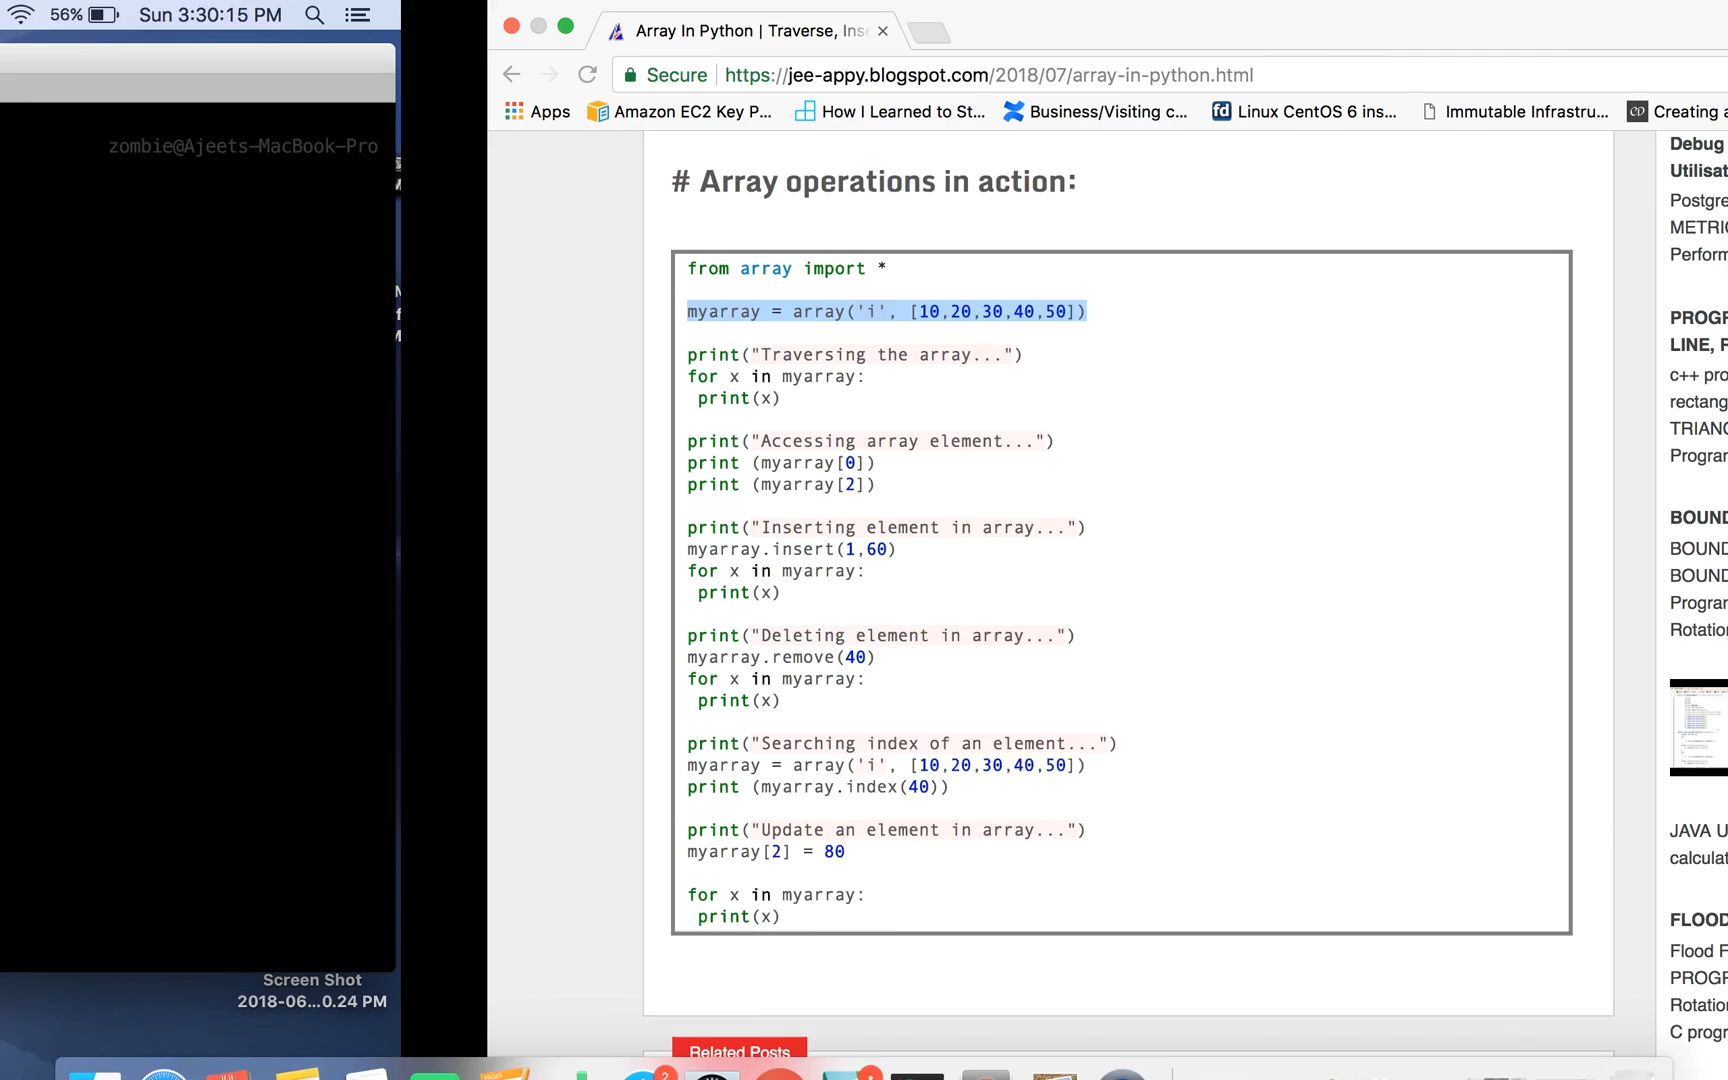 56% Sun 3:30:15 PM
zombie@Ajeets-MacBook-Pro
Screen Shot
2018-06...0.24 PM
Array In Python | Traverse, Inse
Secure https://jee-appy.blogspot.com/2018/07/array-in-python.html
Apps Amazon EC2 Key P... How I Learned to St... Business/Visiting c... fd Linux CentOS 6 ins... Immutable Infrastru... Creating a
# Array operations in action:
from array import *
myarray = array('i', [10,20,30,40,50])
print("Traversing the array...")
for x in myarray:
 print(x)
print("Accessing array element...")
print (myarray[0])
print (myarray[2])
print("Inserting element in array...")
myarray.insert(1,60)
for x in myarray:
 print(x)
print("Deleting element in array...")
myarray.remove(40)
for x in myarray:
 print(x)
print("Searching index of an element...")
myarray = array('i', [10,20,30,40,50])
print (myarray.index(40))
print("Update an element in array...")
myarray[2] = 80
for x in myarray:
 print(x)
Related Posts
Debug
Utilisat
Postgre
METRIC
Perform
PROGR
LINE, F
c++ pro
rectang
TRIANG
Program
BOUND
BOUND
BOUND
Program
Rotation
JAVA U
calculat
FLOOD
Flood F
PROGR
Rotation
C progr